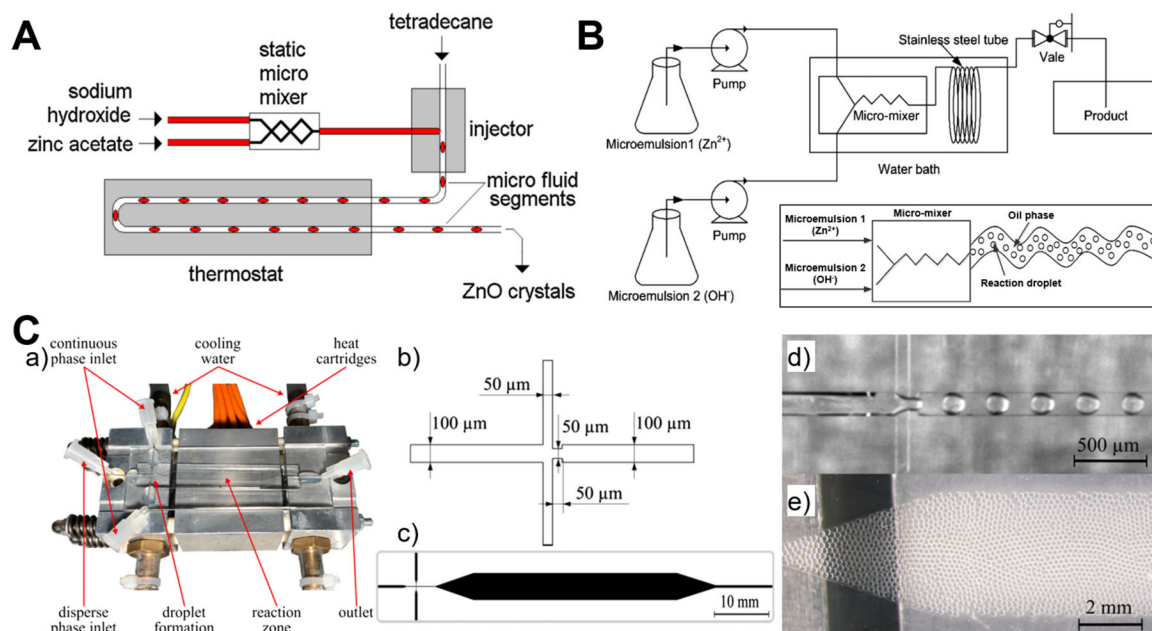 A
tetradecane
static
micro
mixer
sodium
hydroxide
zinc acetate
injector
micro fluid
segments
thermostat
ZnO crystals
B
Stainless steel tube
Vale
Pump
Micro-mixer
Product
Microemulsion1 (Zn²⁺)
Water bath
Pump
Microemulsion 2 (OH⁻)
Micro-mixer
Oil phase
Microemulsion 1
(Zn²⁺)
Microemulsion 2
(OH⁻)
Reaction droplet
C
a)
continuous
phase inlet
cooling
water
heat
cartridges
disperse
phase inlet
droplet
formation
reaction
zone
outlet
b)
50 µm
100 µm
50 µm
100 µm
50 µm
c)
10 mm
d)
500 µm
e)
2 mm